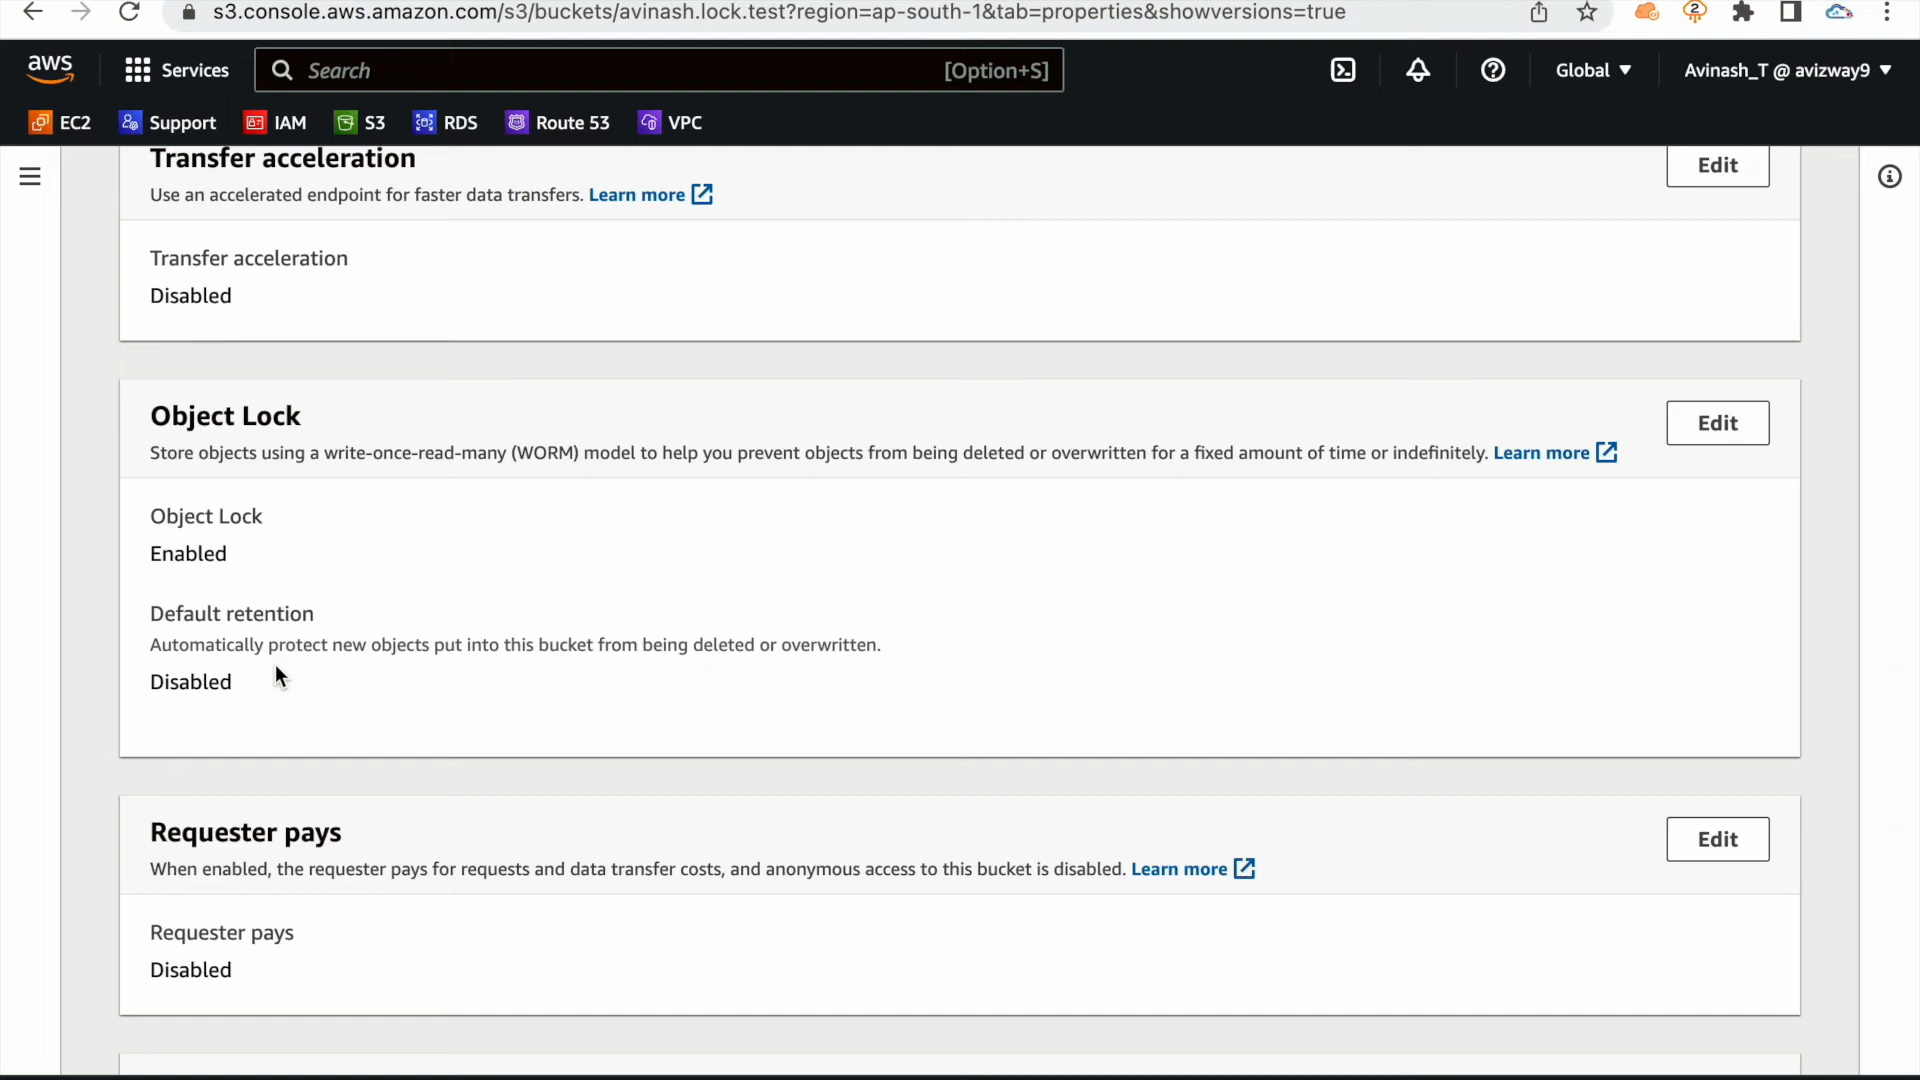 s3.console.aws.amazon.com/s3/buckets/avinash.lock.test?region=ap-south-1&tab=properties&showversions=true
2
aws
Services
Search [Option+S]
Global
Avinash_T @ avizway9
EC2 Support IAM S3 RDS Route 53 VPC
Transfer acceleration
Edit
Use an accelerated endpoint for faster data transfers. Learn more
Transfer acceleration
Disabled
Object Lock
Edit
Store objects using a write-once-read-many (WORM) model to help you prevent objects from being deleted or overwritten for a fixed amount of time or indefinitely. Learn more
Object Lock
Enabled
Default retention
Automatically protect new objects put into this bucket from being deleted or overwritten.
Disabled
Requester pays
Edit
When enabled, the requester pays for requests and data transfer costs, and anonymous access to this bucket is disabled. Learn more
Requester pays
Disabled